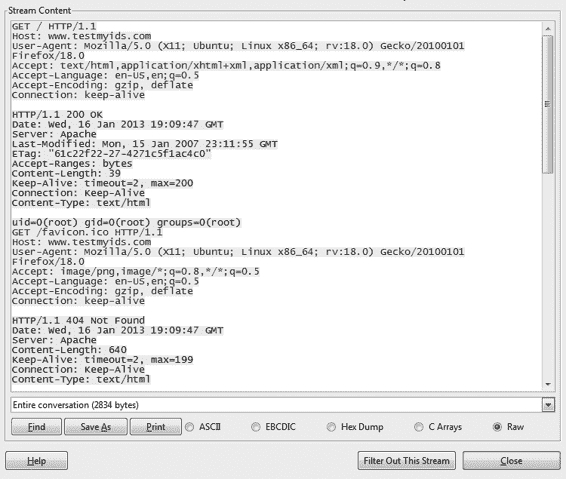 Stream Content
GET / HTTP/1.1
Host: www.testmyids.com
User-Agent: Mozilla/5.0 (X11; Ubuntu; Linux x86_64; rv:18.0) Gecko/20100101
Firefox/18.0
Accept: text/html,application/xhtml+xml,application/xml;q=0.9,*/*;q=0.8
Accept-Language: en-US,en;q=0.5
Accept-Encoding: gzip, deflate
Connection: keep-alive
HTTP/1.1 200 OK
Date: Wed, 16 Jan 2013 19:09:47 GMT
Server: Apache
Last-Modified: Mon, 15 Jan 2007 23:11:55 GMT
ETag: "61c22f22-27-4271c5f1ac4c0"
Accept-Ranges: bytes
Content-Length: 39
Keep-Alive: timeout=2, max=200
Connection: Keep-Alive
Content-Type: text/html
uid=0(root) gid=0(root) groups=0(root)
GET /favicon.ico HTTP/1.1
Host: www.testmyids.com
User-Agent: Mozilla/5.0 (X11; Ubuntu; Linux x86_64; rv:18.0) Gecko/20100101
Firefox/18.0
Accept: image/png,image/*;q=0.8,*/*;q=0.5
Accept-Language: en-US,en;q=0.5
Accept-Encoding: gzip, deflate
Connection: keep-alive
HTTP/1.1 404 Not Found
Date: Wed, 16 Jan 2013 19:09:47 GMT
Server: Apache
Content-Length: 640
Keep-Alive: timeout=2, max=199
Connection: Keep-Alive
Content-Type: text/html
Entire conversation (2834 bytes)
Find Save As Print ASCII EBCDIC Hex Dump C Arrays Raw
Help Filter Out This Stream Close